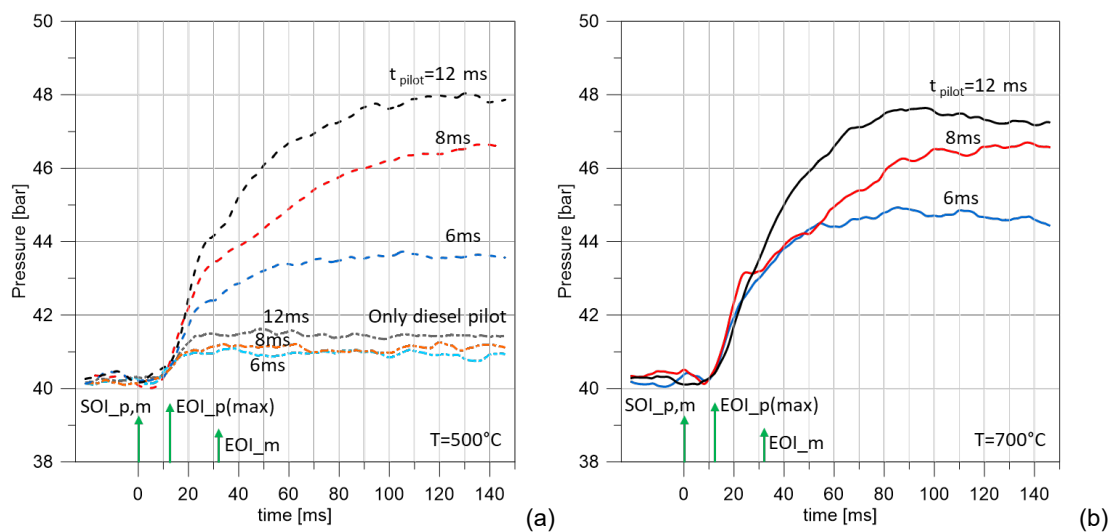 50
48
46
44
42
40
38
Pressure [bar]
t pilot=12 ms
8ms
6ms
12ms
Only diesel pilot
8ms
6ms
SOI_p,m
EOI_p(max)
EOI_m
T=500°C
0 20 40 60 80 100 120 140
time [ms]
(a)
50
48
46
44
42
40
38
Pressure [bar]
t pilot=12 ms
8ms
6ms
SOI_p,m
EOI_p(max)
EOI_m
T=700°C
0 20 40 60 80 100 120 140
time [ms]
(b)